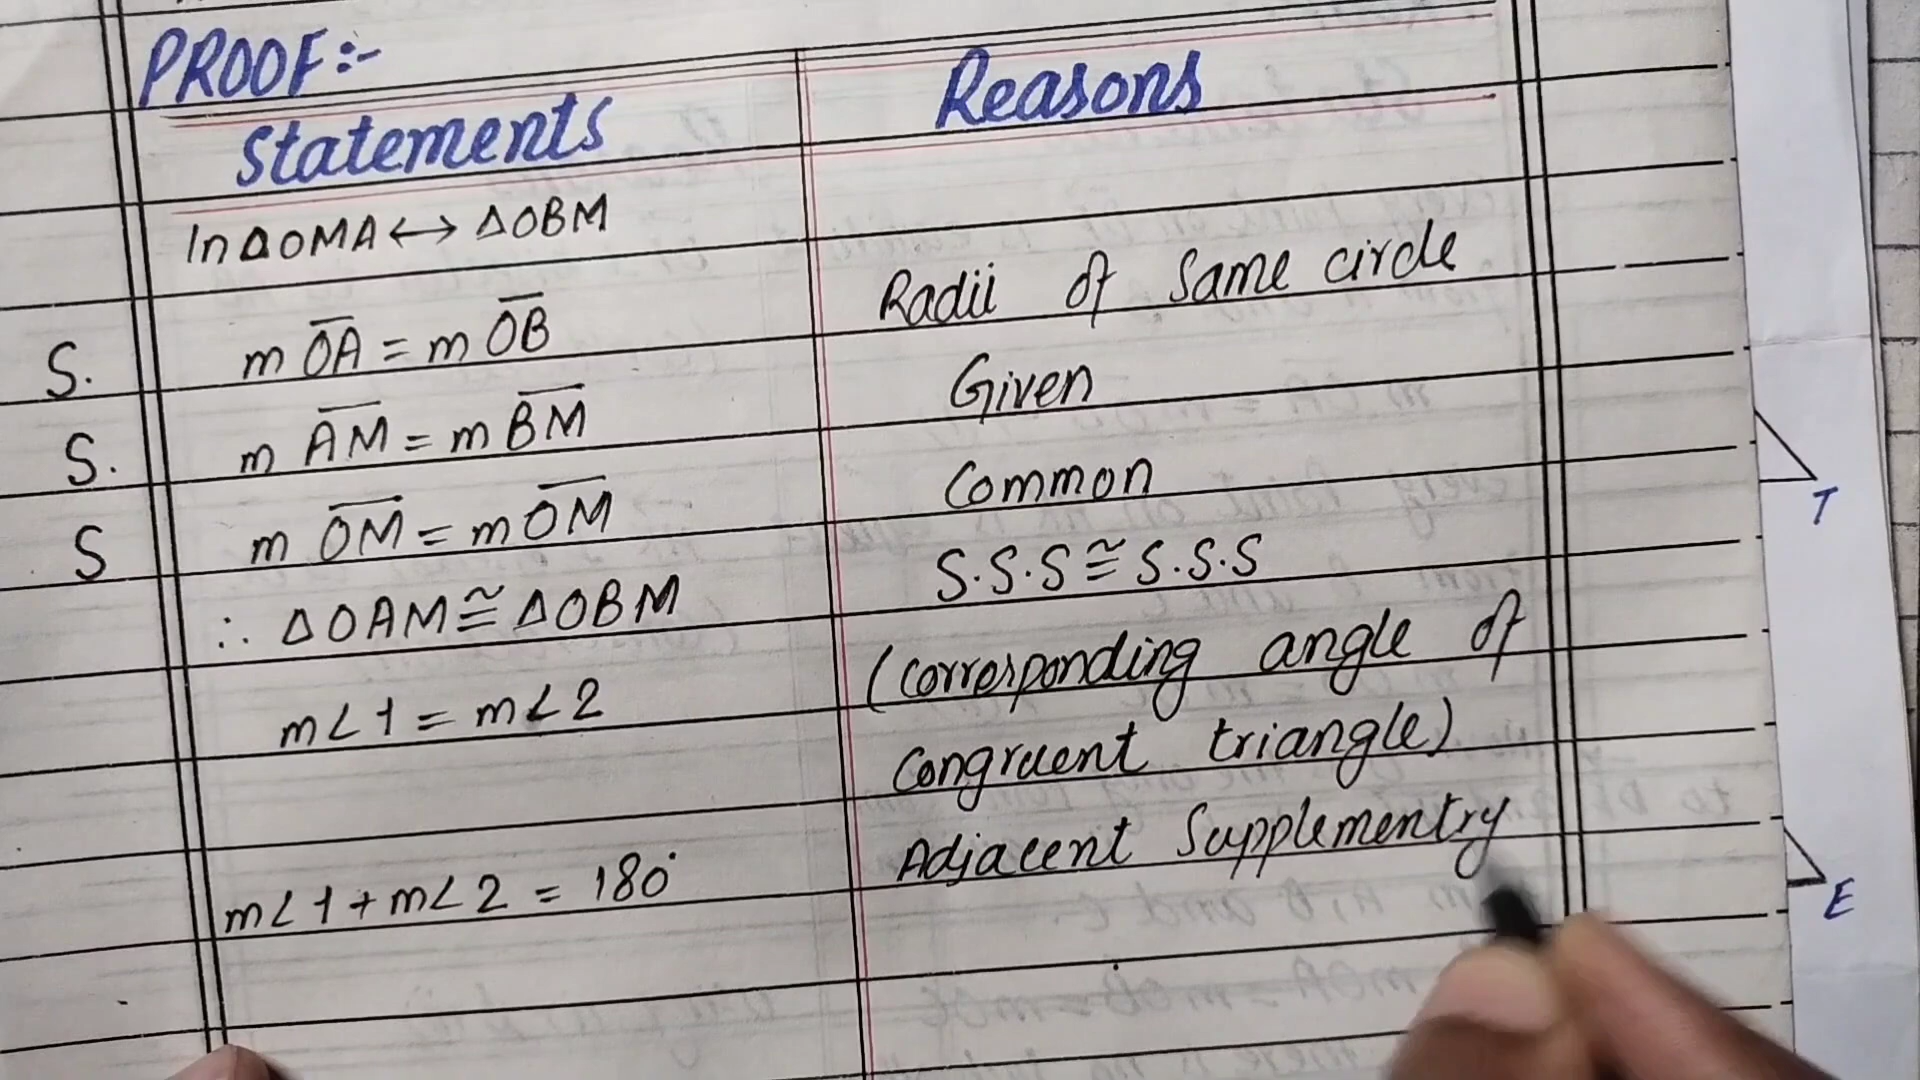 PROOF:-
Statements
Reasons
In ΔOMA ↔ ΔOBM
S.
m OA = m OB
Radii of Same circle
S.
m AM = m BM
Given
S
m OM = m OM
Common
∴ ΔOAM ≅ ΔOBM
S.S.S ≅ S.S.S
m∠1 = m∠2
(Corresponding angle of
Congruent triangle)
m∠1 + m∠2 = 180°
Adjacent Supplementry
T
E